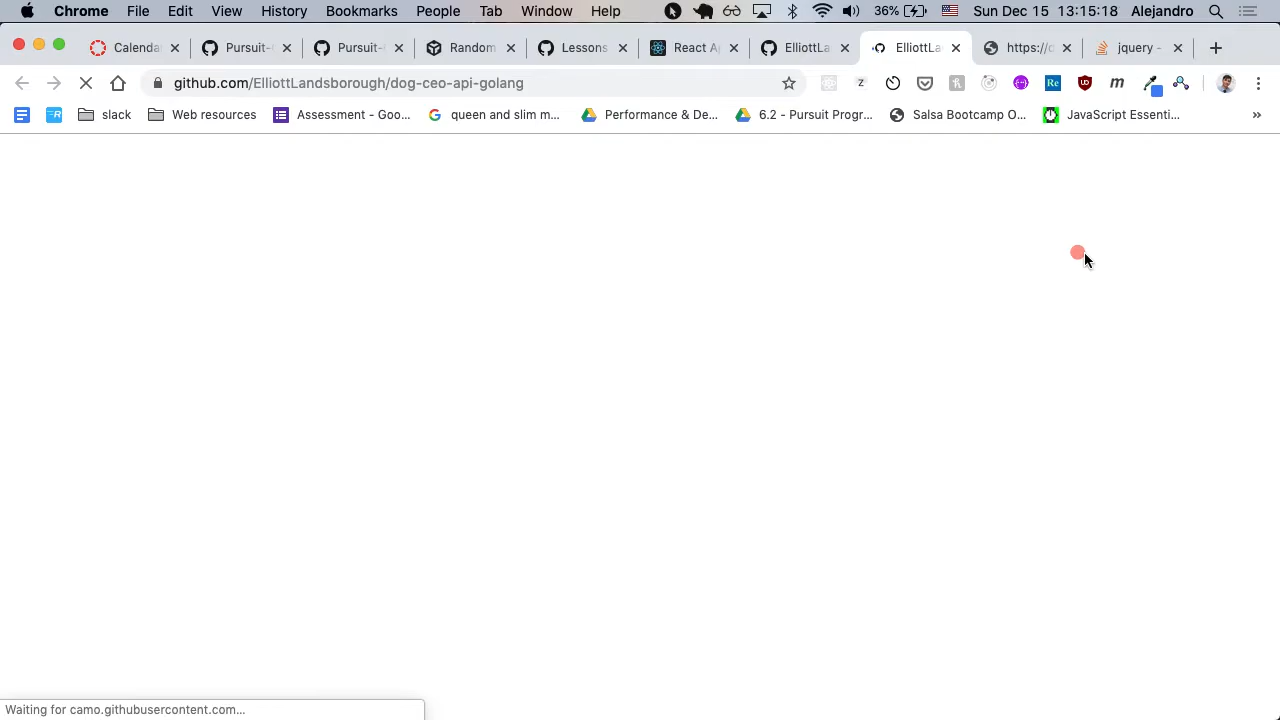 Chrome File Edit View History Bookmarks People Tab Window Help 36% Sun Dec 15 13:15:18 Alejandro
Calenda Pursuit- Pursuit- Random Lessons React A ElliottLa ElliottLa https://d jquery -
github.com/ElliottLandsborough/dog-ceo-api-golang
slack Web resources Assessment - Goo... queen and slim m... Performance & De... 6.2 - Pursuit Progr... Salsa Bootcamp O... JavaScript Essenti... »
Waiting for camo.githubusercontent.com...